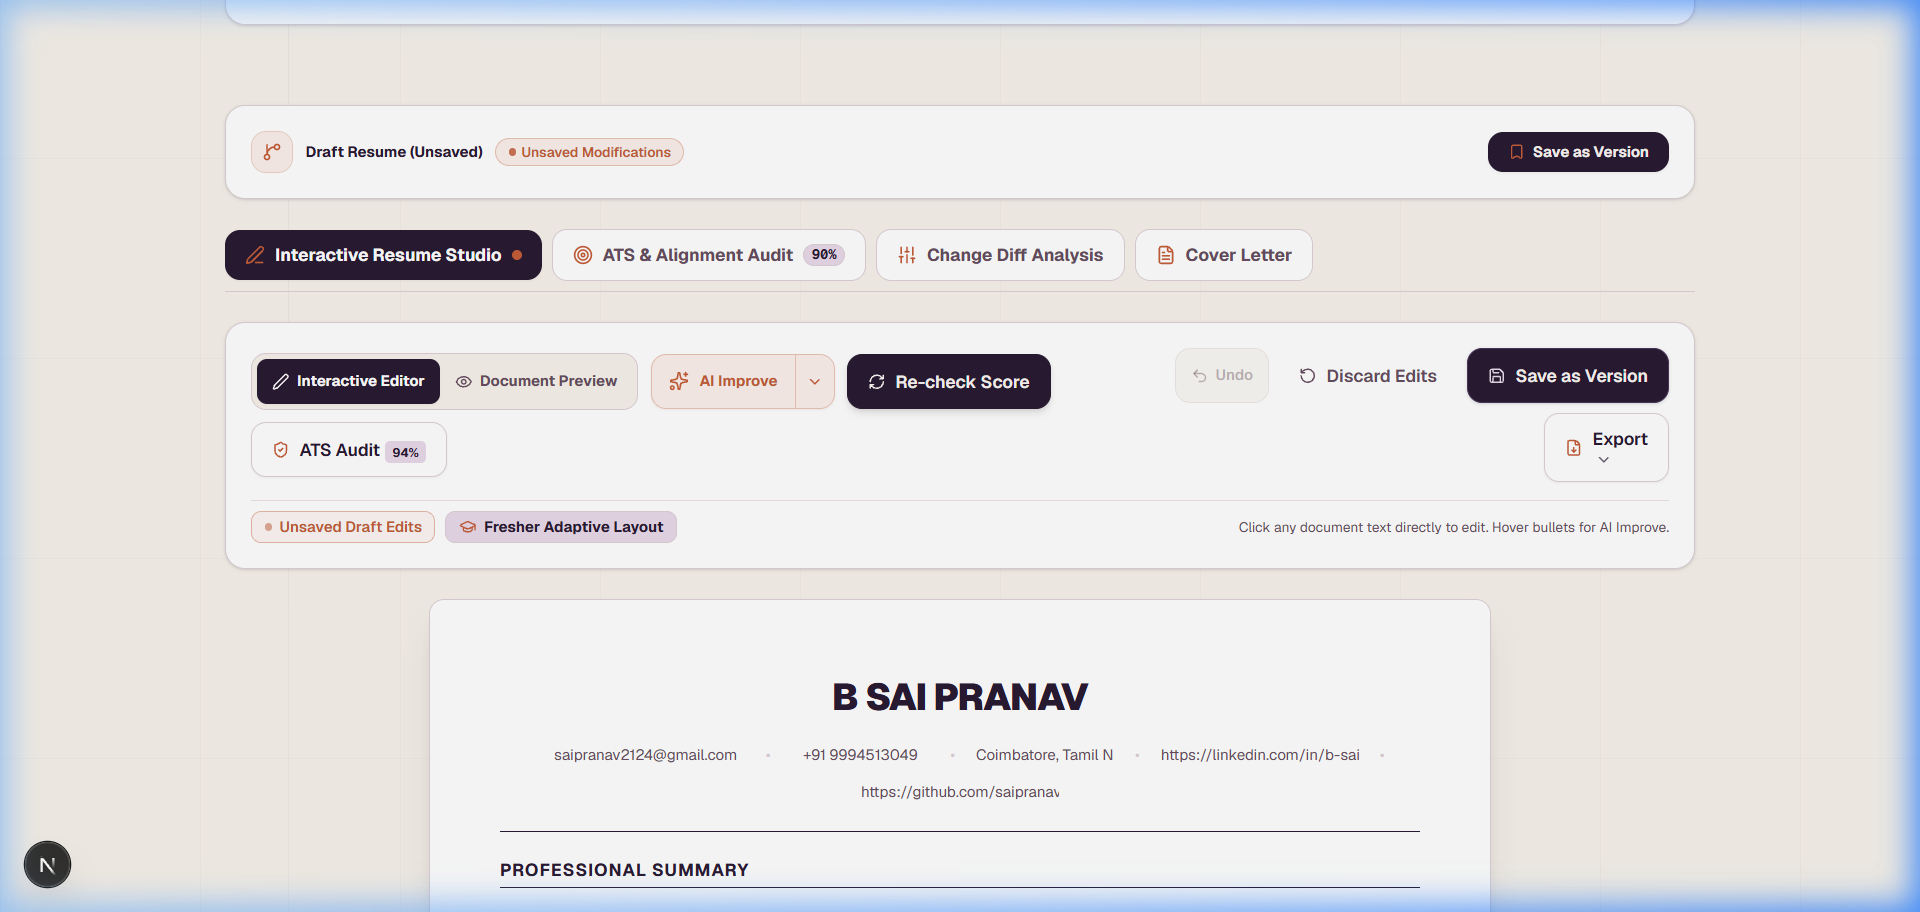 Draft Resume (Unsaved) Unsaved Modifications Save as Version
Interactive Resume Studio ATS & Alignment Audit 90% Change Diff Analysis Cover Letter
Interactive Editor Document Preview AI Improve Re-check Score Undo Discard Edits Save as Version
ATS Audit 94% Export
Unsaved Draft Edits Fresher Adaptive Layout Click any document text directly to edit. Hover bullets for AI Improve.
B SAI PRANAV
saipranav2124@gmail.com • +91 9994513049 • Coimbatore, Tamil N • https://linkedin.com/in/b-sai •
https://github.com/saipranav
PROFESSIONAL SUMMARY
N